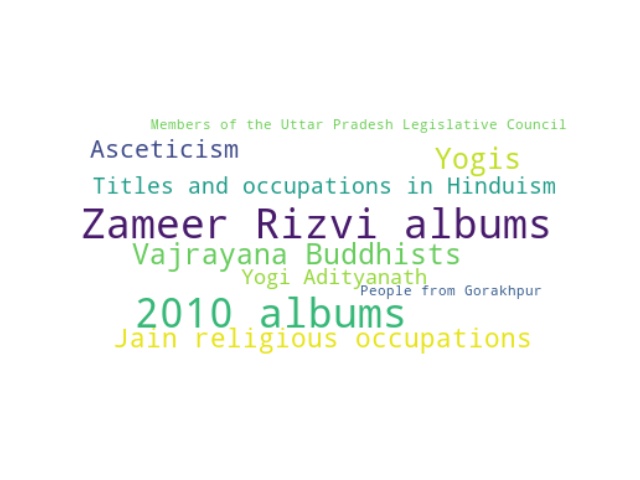 Members of the Uttar Pradesh Legislative Council
Asceticism
Yogis
Titles and occupations in Hinduism
Zameer Rizvi albums
Vajrayana Buddhists
Yogi Adityanath
People from Gorakhpur
2010 albums
Jain religious occupations